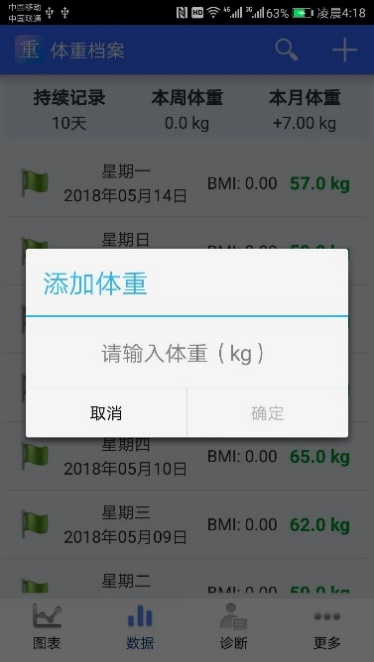 中国移动
中国联通
HD 4G 3G 63% 凌晨4:18
重 体重档案
持续记录 本周体重 本月体重
10天 0.0 kg +7.00 kg
星期一
2018年05月14日 BMI: 0.00 57.0 kg
星期日
添加体重
请输入体重（kg）
取消 确定
星期四
2018年05月10日 BMI: 0.00 65.0 kg
星期三
2018年05月09日 BMI: 0.00 62.0 kg
星期二
图表 数据 诊断 更多